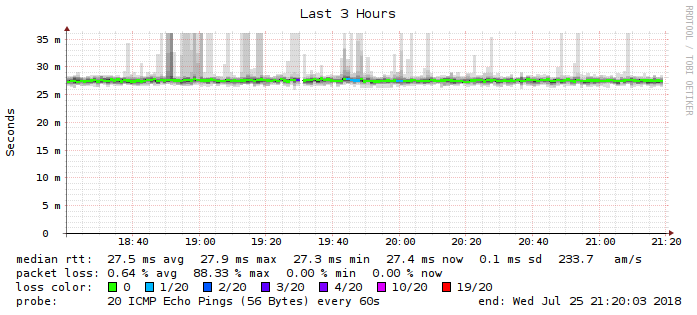 Last 3 Hours
RRDTOOL / TOBI OETIKER
Seconds
35 m
30 m
25 m
20 m
15 m
10 m
5 m
0
18:40 19:00 19:20 19:40 20:00 20:20 20:40 21:00 21:20
median rtt: 27.5 ms avg 27.9 ms max 27.3 ms min 27.4 ms now 0.1 ms sd 233.7 am/s
packet loss: 0.64 % avg 88.33 % max 0.00 % min 0.00 % now
loss color: 0 1/20 2/20 3/20 4/20 10/20 19/20
probe: 20 ICMP Echo Pings (56 Bytes) every 60s end: Wed Jul 25 21:20:03 2018